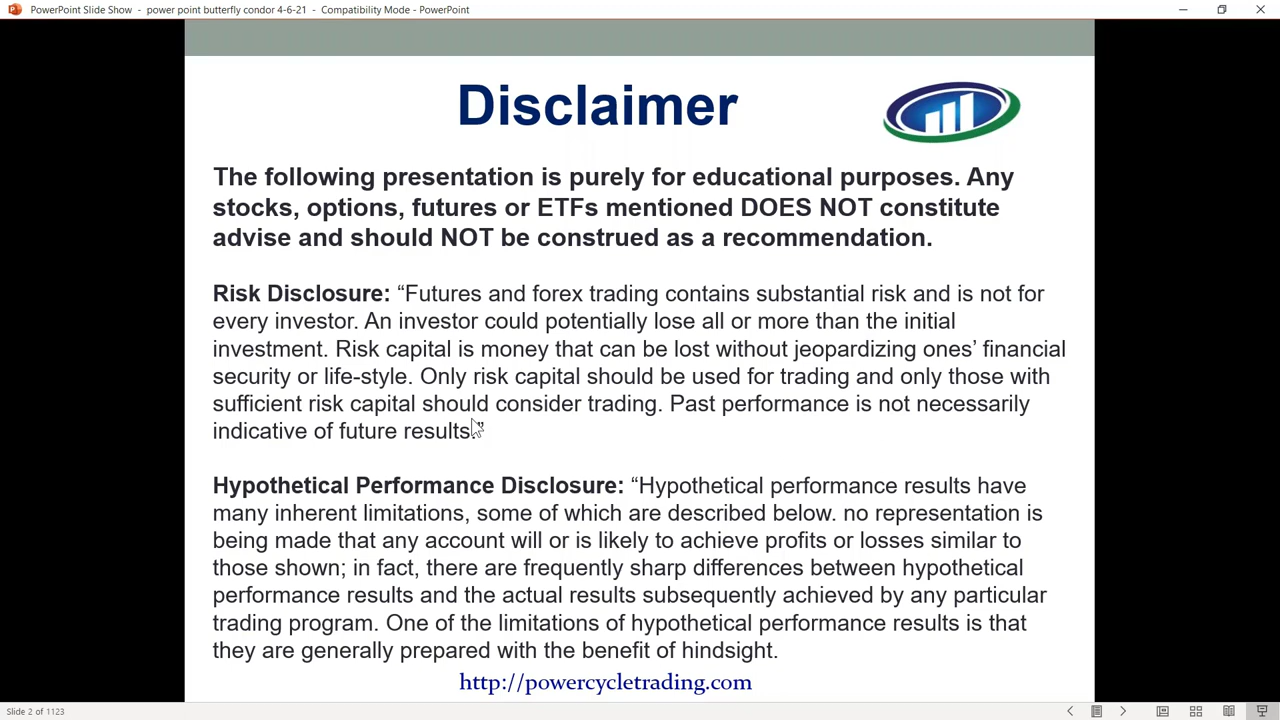 PowerPoint Slide Show - power point butterfly condor 4-6-21 - Compatibility Mode - PowerPoint
Disclaimer
The following presentation is purely for educational purposes. Any
stocks, options, futures or ETFs mentioned DOES NOT constitute
advise and should NOT be construed as a recommendation.
Risk Disclosure: “Futures and forex trading contains substantial risk and is not for
every investor. An investor could potentially lose all or more than the initial
investment. Risk capital is money that can be lost without jeopardizing ones’ financial
security or life-style. Only risk capital should be used for trading and only those with
sufficient risk capital should consider trading. Past performance is not necessarily
indicative of future results.”
Hypothetical Performance Disclosure: “Hypothetical performance results have
many inherent limitations, some of which are described below. no representation is
being made that any account will or is likely to achieve profits or losses similar to
those shown; in fact, there are frequently sharp differences between hypothetical
performance results and the actual results subsequently achieved by any particular
trading program. One of the limitations of hypothetical performance results is that
they are generally prepared with the benefit of hindsight.
http://powercycletrading.com
Slide 2 of 1123